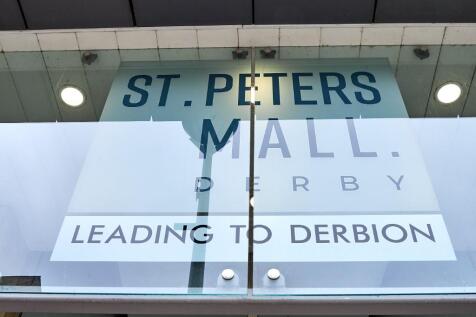 ST. PETERS
MALL.
DERBY
LEADING TO DERBION